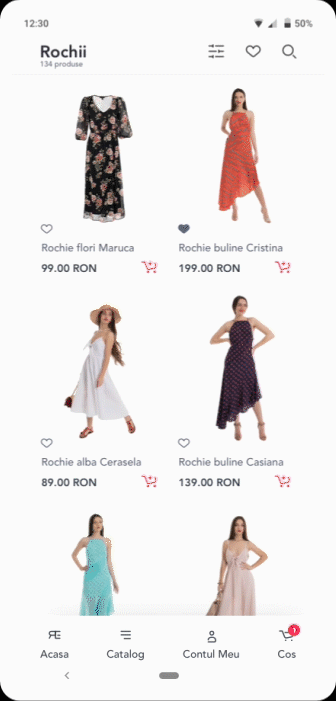 12:30
50%
Rochii
134 produse
Rochie flori Maruca
Rochie buline Cristina
99.00 RON
199.00 RON
Rochie alba Cerasela
Rochie buline Casiana
89.00 RON
139.00 RON
1
Acasa
Catalog
Contul Meu
Cos